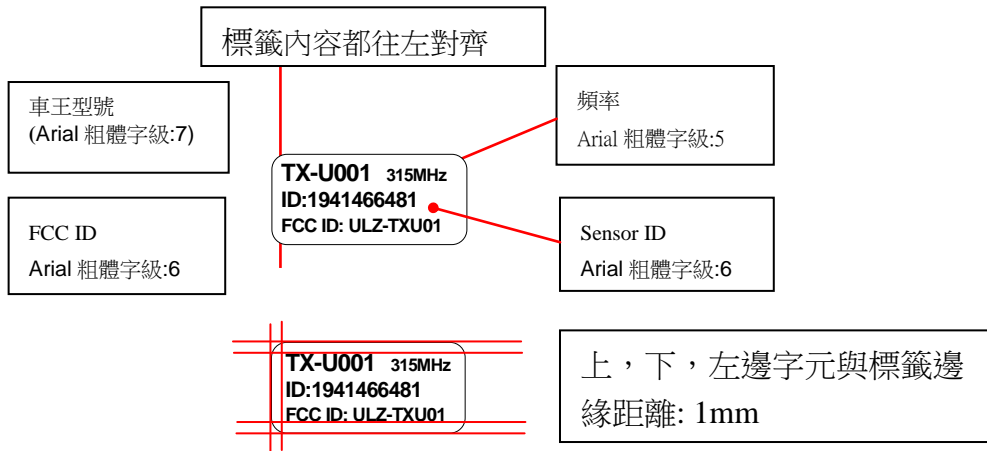 標籤內容都往左對齊
車王型號
(Arial 粗體字級:7)
頻率
Arial 粗體字級:5
TX-U001 315MHz
ID:1941466481
FCC ID: ULZ-TXU01
FCC ID
Arial 粗體字級:6
Sensor ID
Arial 粗體字級:6
TX-U001 315MHz
ID:1941466481
FCC ID: ULZ-TXU01
上，下，左邊字元與標籤邊
緣距離: 1mm